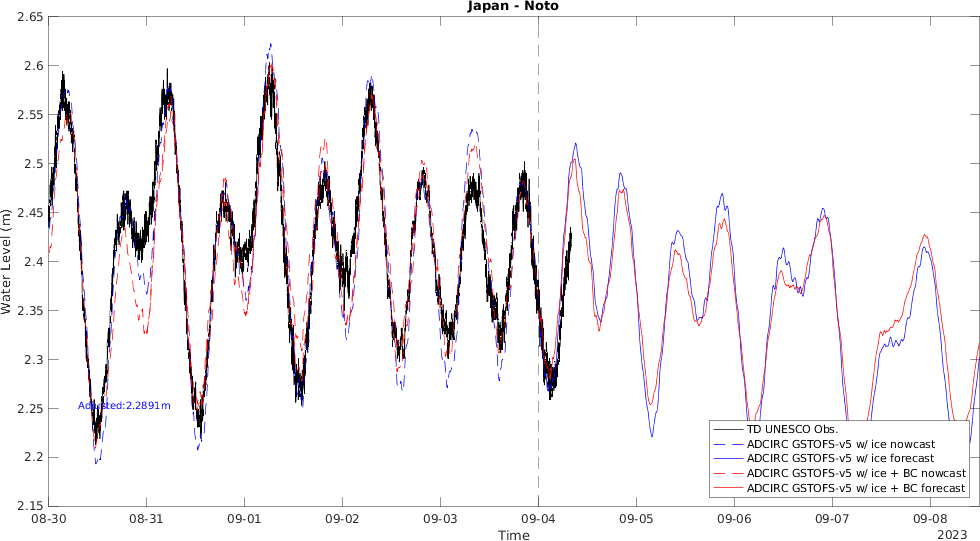 Japan - Noto
2.65
2.6
2.55
2.5
2.45
2.4
2.35
2.3
2.25
2.2
2.15
Water Level (m)
Adjusted:2.2891m
TD UNESCO Obs.
ADCIRC GSTOFS-v5 w/ ice nowcast
ADCIRC GSTOFS-v5 w/ ice forecast
ADCIRC GSTOFS-v5 w/ ice + BC nowcast
ADCIRC GSTOFS-v5 w/ ice + BC forecast
08-30 08-31 09-01 09-02 09-03 09-04 09-05 09-06 09-07 09-08
Time
2023